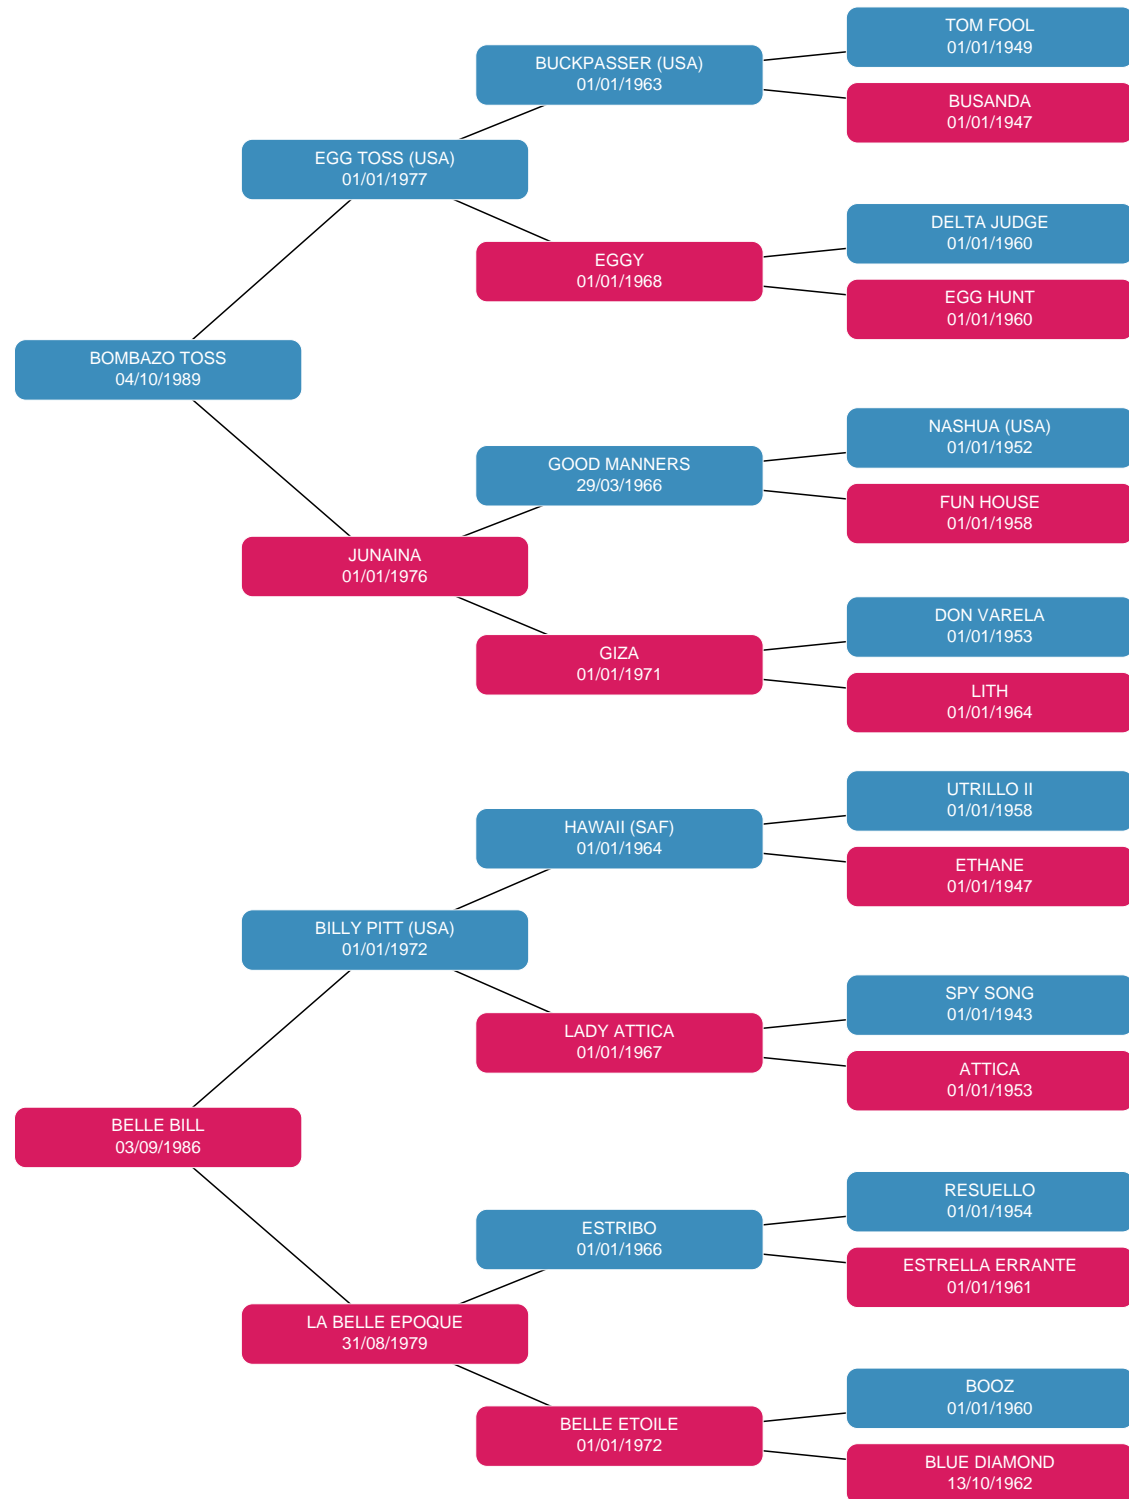 TOM FOOL
01/01/1949
BUCKPASSER (USA)
01/01/1963
BUSANDA
01/01/1947
EGG TOSS (USA)
01/01/1977
DELTA JUDGE
01/01/1960
EGGY
01/01/1968
EGG HUNT
01/01/1960
BOMBAZO TOSS
04/10/1989
NASHUA (USA)
01/01/1952
GOOD MANNERS
29/03/1966
FUN HOUSE
01/01/1958
JUNAINA
01/01/1976
DON VARELA
01/01/1953
GIZA
01/01/1971
LITH
01/01/1964
UTRILLO II
01/01/1958
HAWAII (SAF)
01/01/1964
ETHANE
01/01/1947
BILLY PITT (USA)
01/01/1972
SPY SONG
01/01/1943
LADY ATTICA
01/01/1967
ATTICA
01/01/1953
BELLE BILL
03/09/1986
RESUELLO
01/01/1954
ESTRIBO
01/01/1966
ESTRELLA ERRANTE
01/01/1961
LA BELLE EPOQUE
31/08/1979
BOOZ
01/01/1960
BELLE ETOILE
01/01/1972
BLUE DIAMOND
13/10/1962